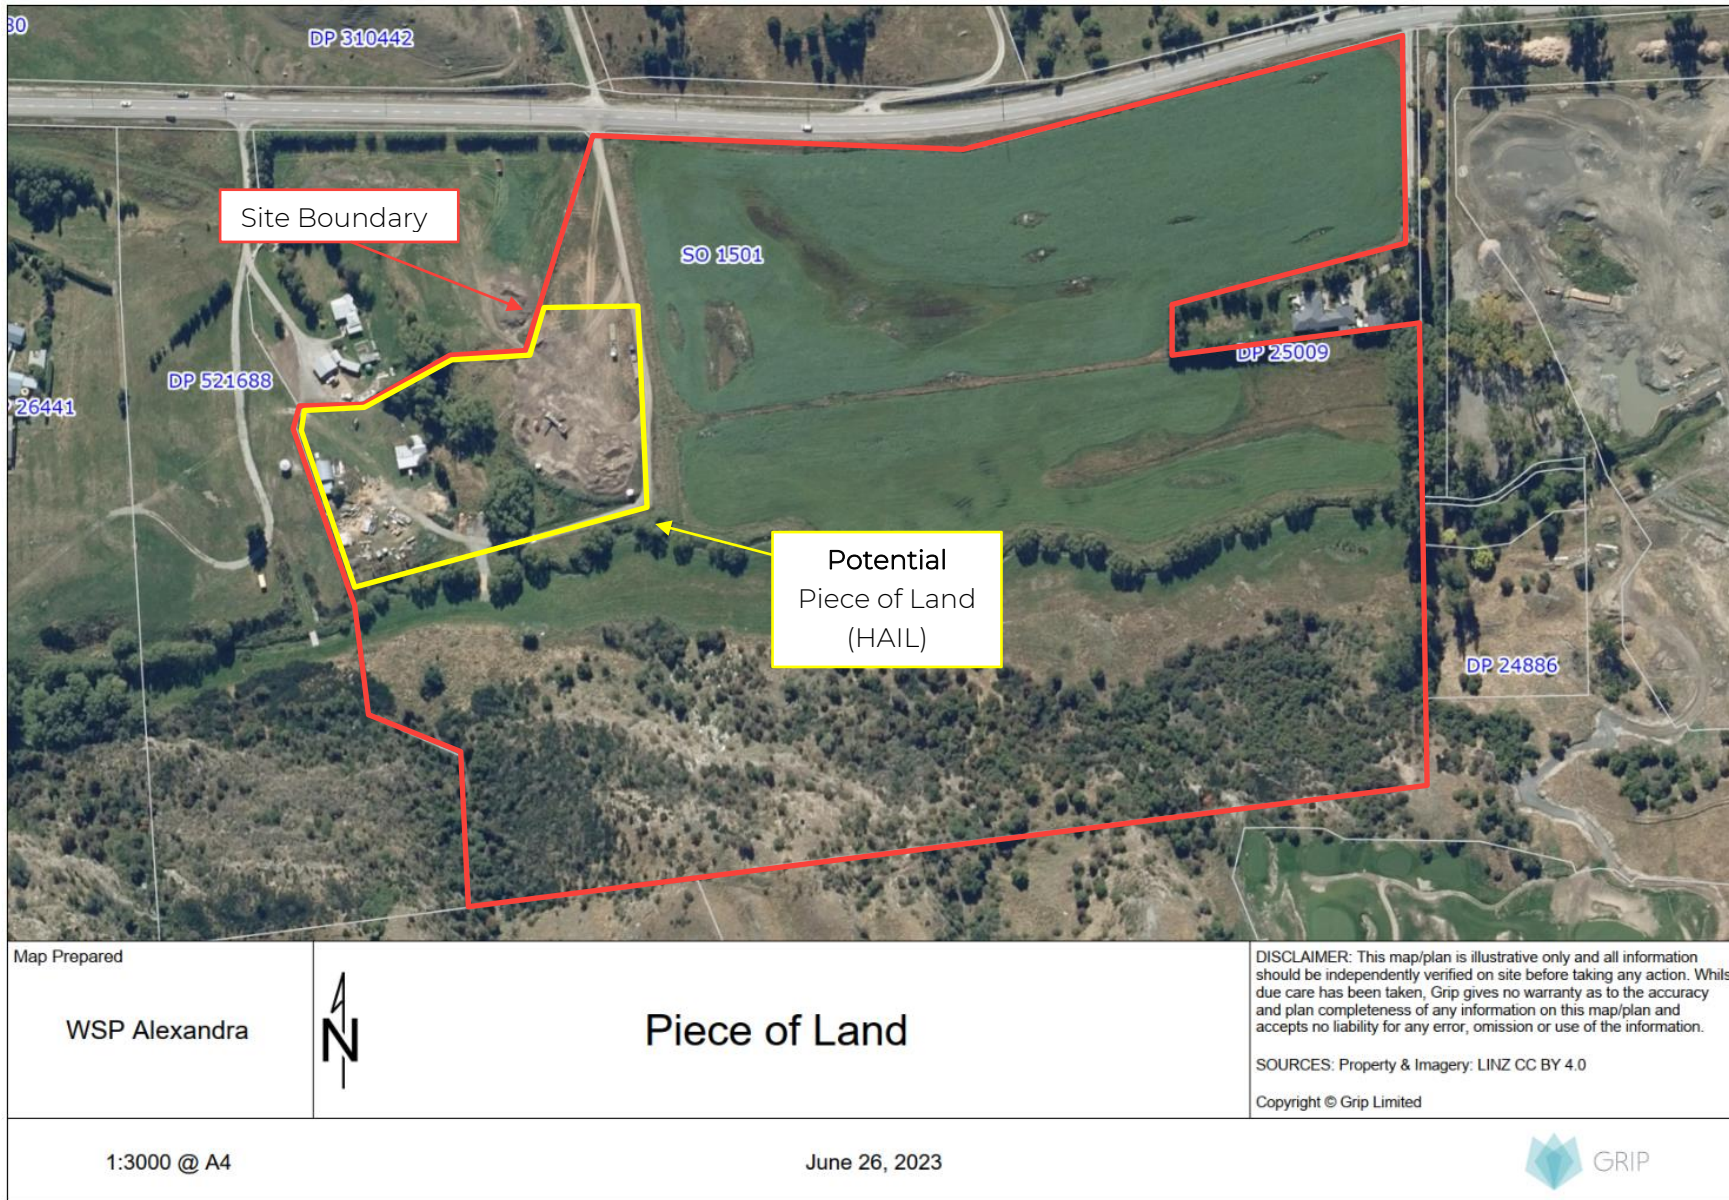 30
DP 310442
Site Boundary
SO 1501
DP 25009
DP 521688
26441
Potential
Piece of Land
(HAIL)
DP 24886
Map Prepared
WSP Alexandra
N
Piece of Land
DISCLAIMER: This map/plan is illustrative only and all information
should be independently verified on site before taking any action. Whils
due care has been taken, Grip gives no warranty as to the accuracy
and plan completeness of any information on this map/plan and
accepts no liability for any error, omission or use of the information.
SOURCES: Property & Imagery: LINZ CC BY 4.0
Copyright © Grip Limited
1:3000 @ A4
June 26, 2023
GRIP